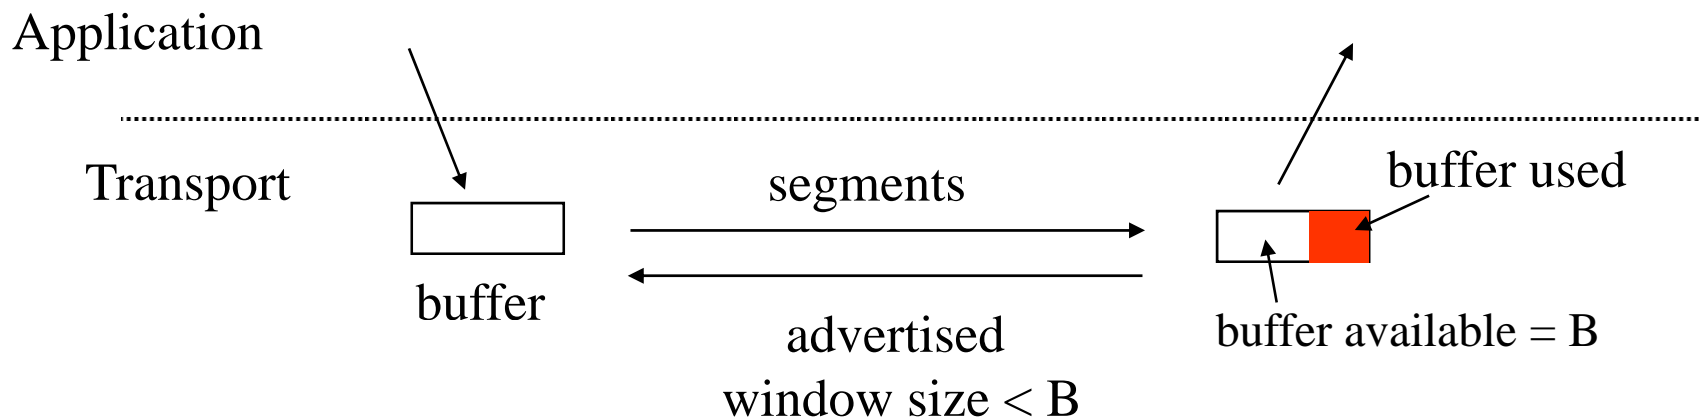 Application
Transport
segments
buffer used
buffer
advertised
window size < B
buffer available = B